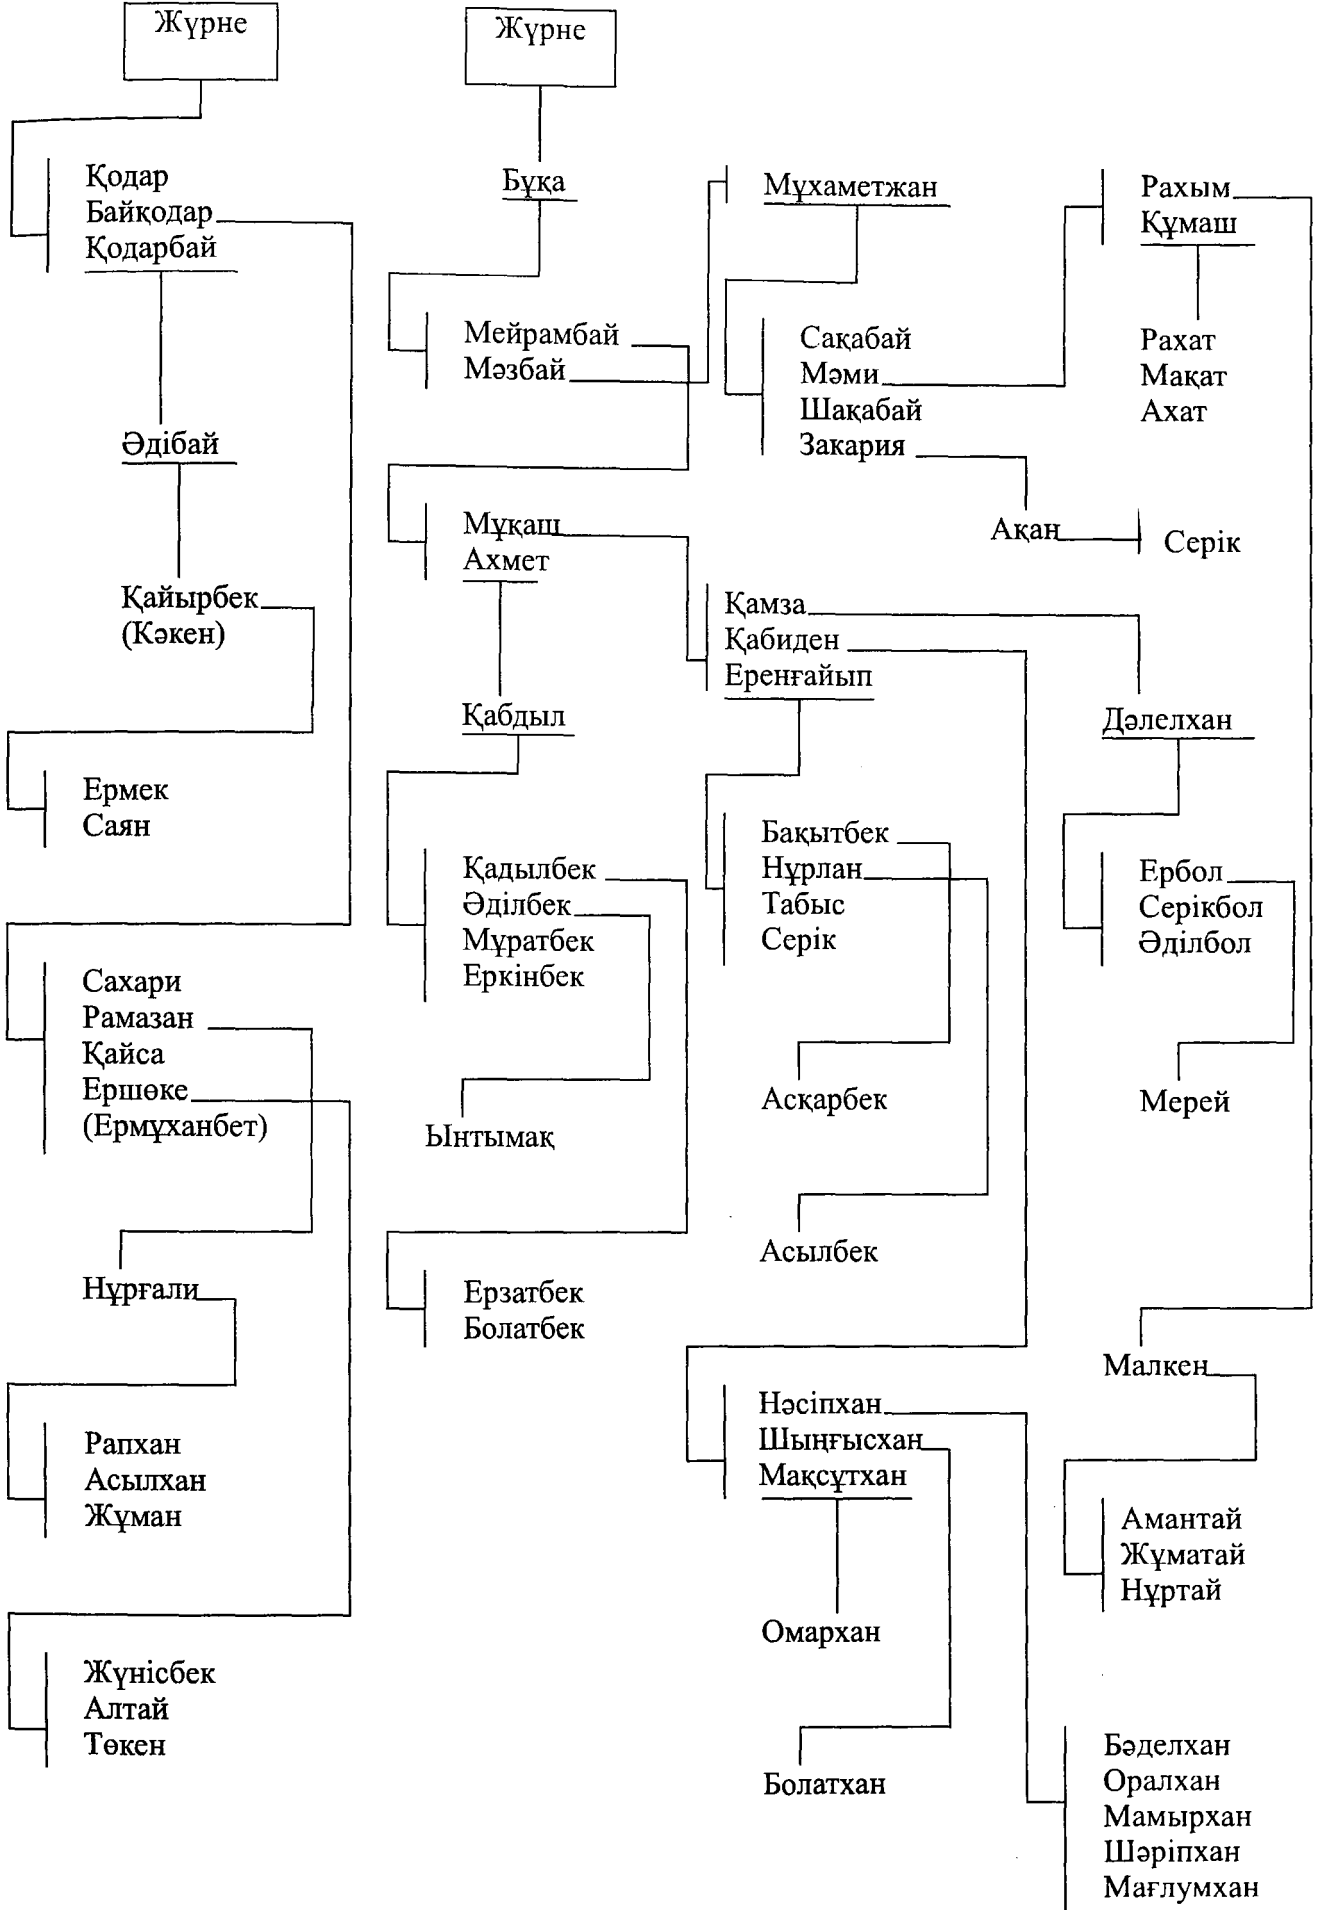 Жүрне
Қодар
Байқодар
Қодарбай
Әдібай
Қайырбек
(Кәкен)
Ермек
Саян
Сахари
Рамазан
Қайса
Ершөке
(Ермұханбет)
Нұрғали
Рапхан
Асылхан
Жұман
Жүнісбек
Алтай
Төкен
Жүрне
Бұқа
Мейрамбай
Мәзбай
Мұқаш
Ахмет
Қабдыл
Қадылбек
Әділбек
Мұратбек
Еркінбек
Ынтымақ
Ерзатбек
Болатбек
Мұхаметжан
Сақабай
Мәми
Шақабай
Закария
Ақан
Серік
Қамза
Қабиден
Еренғайып
Бақытбек
Нұрлан
Табыс
Серік
Асқарбек
Асылбек
Нәсіпхан
Шыңғысхан
Мақсұтхан
Омархан
Болатхан
Рахым
Құмаш
Рахат
Мақат
Ахат
Дәлелхан
Ербол
Серікбол
Әділбол
Мерей
Малкен
Амантай
Жұматай
Нұртай
Бәделхан
Оралхан
Мамырхан
Шәріпхан
Мағлумхан